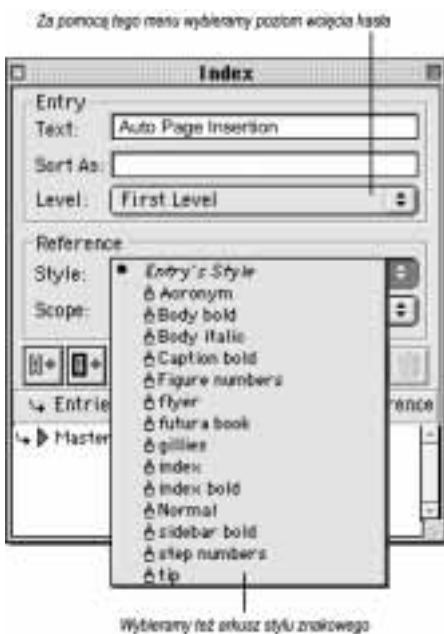 Za pomocą tego menu wybieramy poziom wcięcia hasła
Index
Entry
Text: Auto Page Insertion
Sort As:
Level: First Level
Reference
Style: • Entry's Style
Scope:
Acronym
Body bold
Body italic
Caption bold
Figure numbers
flyer
futura book
gillies
index
index bold
Normal
sidebar bold
step numbers
tip
Entrie
rence
Master
Wybieramy też arkusz stylu znakowego